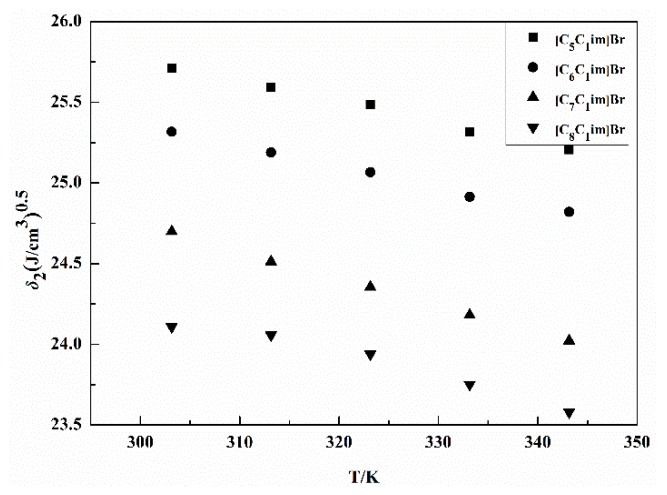 26.0
25.5
25.0
24.5
24.0
23.5
δ₂(J/cm³)⁰·⁵
[C₅C₁im]Br
[C₆C₁im]Br
[C₇C₁im]Br
[C₈C₁im]Br
300 310 320 330 340 350
T/K